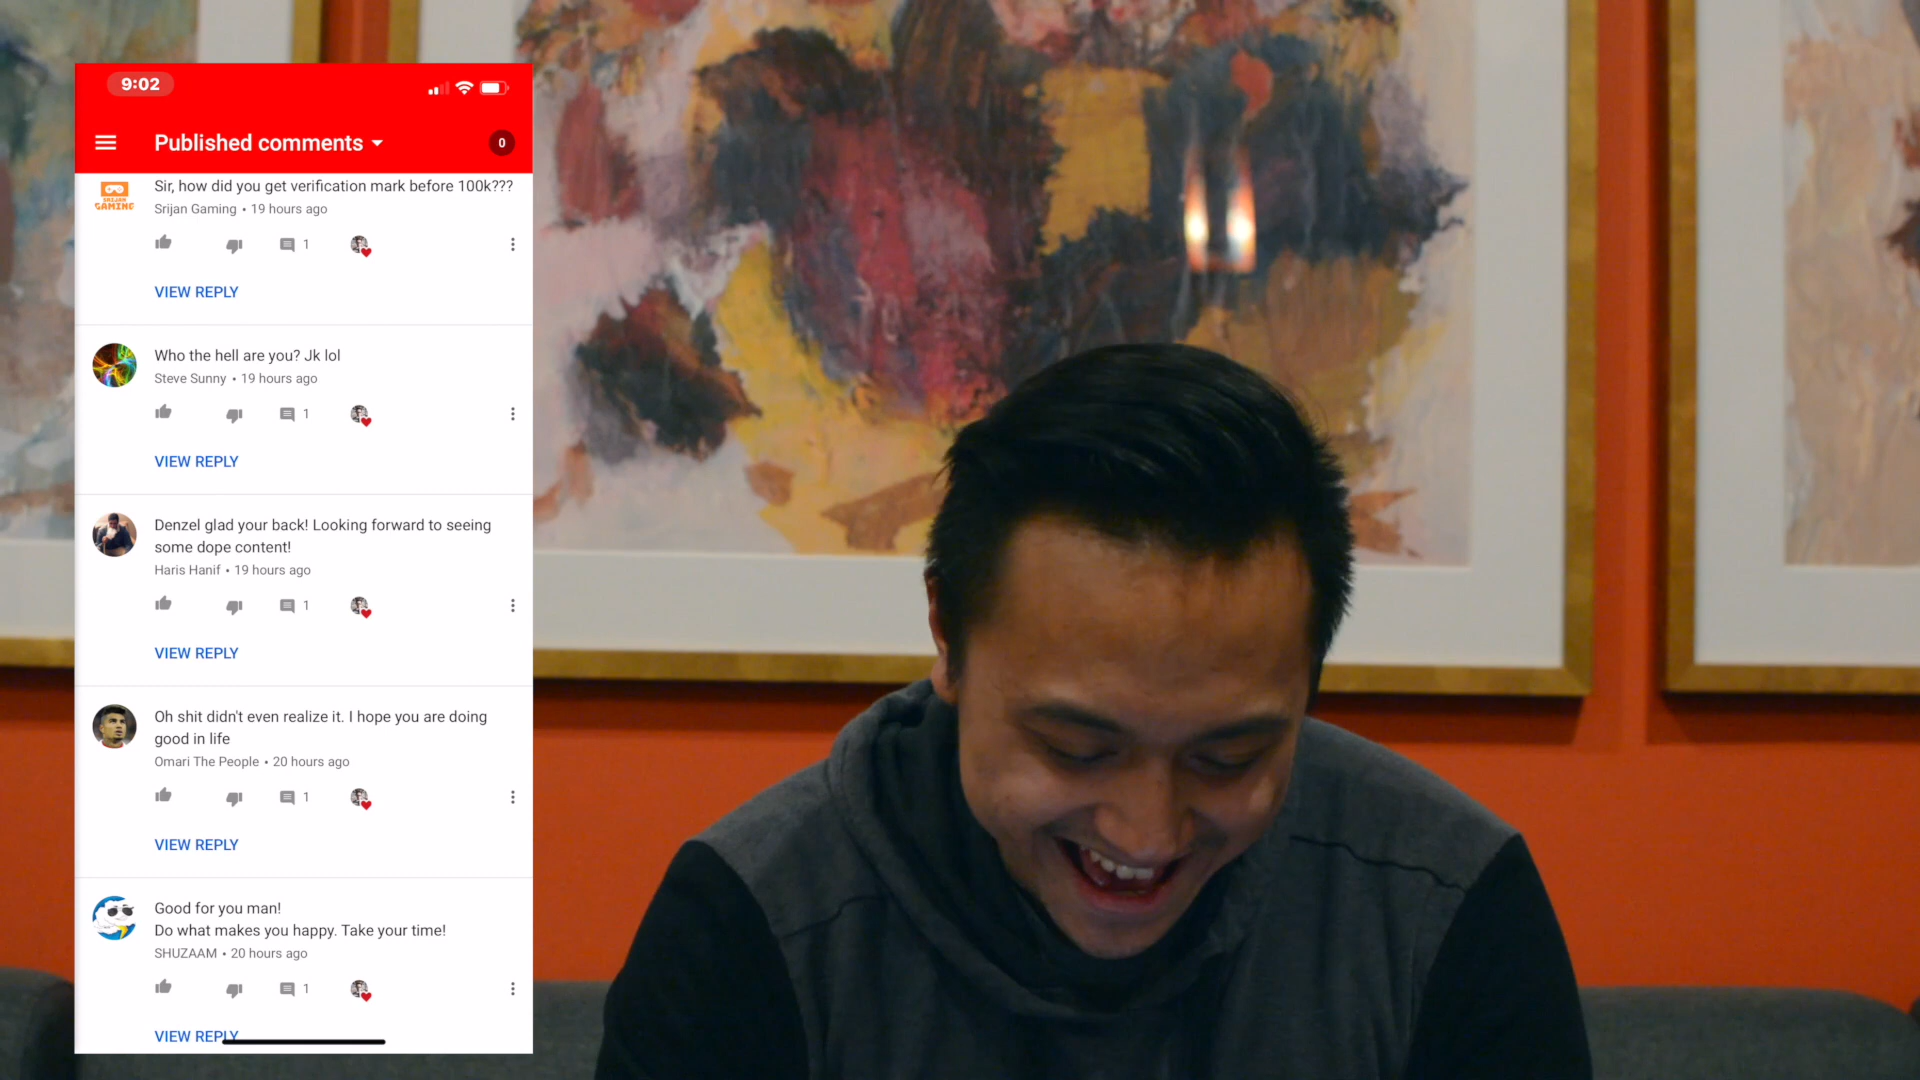 9:02
Published comments
0
Sir, how did you get verification mark before 100k???
SRIJAN
GAMING
Srijan Gaming • 19 hours ago
1
VIEW REPLY
Who the hell are you? Jk lol
Steve Sunny • 19 hours ago
1
VIEW REPLY
Denzel glad your back! Looking forward to seeing
some dope content!
Haris Hanif • 19 hours ago
1
VIEW REPLY
Oh shit didn't even realize it. I hope you are doing
good in life
Omari The People • 20 hours ago
1
VIEW REPLY
Good for you man!
Do what makes you happy. Take your time!
SHUZAAM • 20 hours ago
1
VIEW REPLY